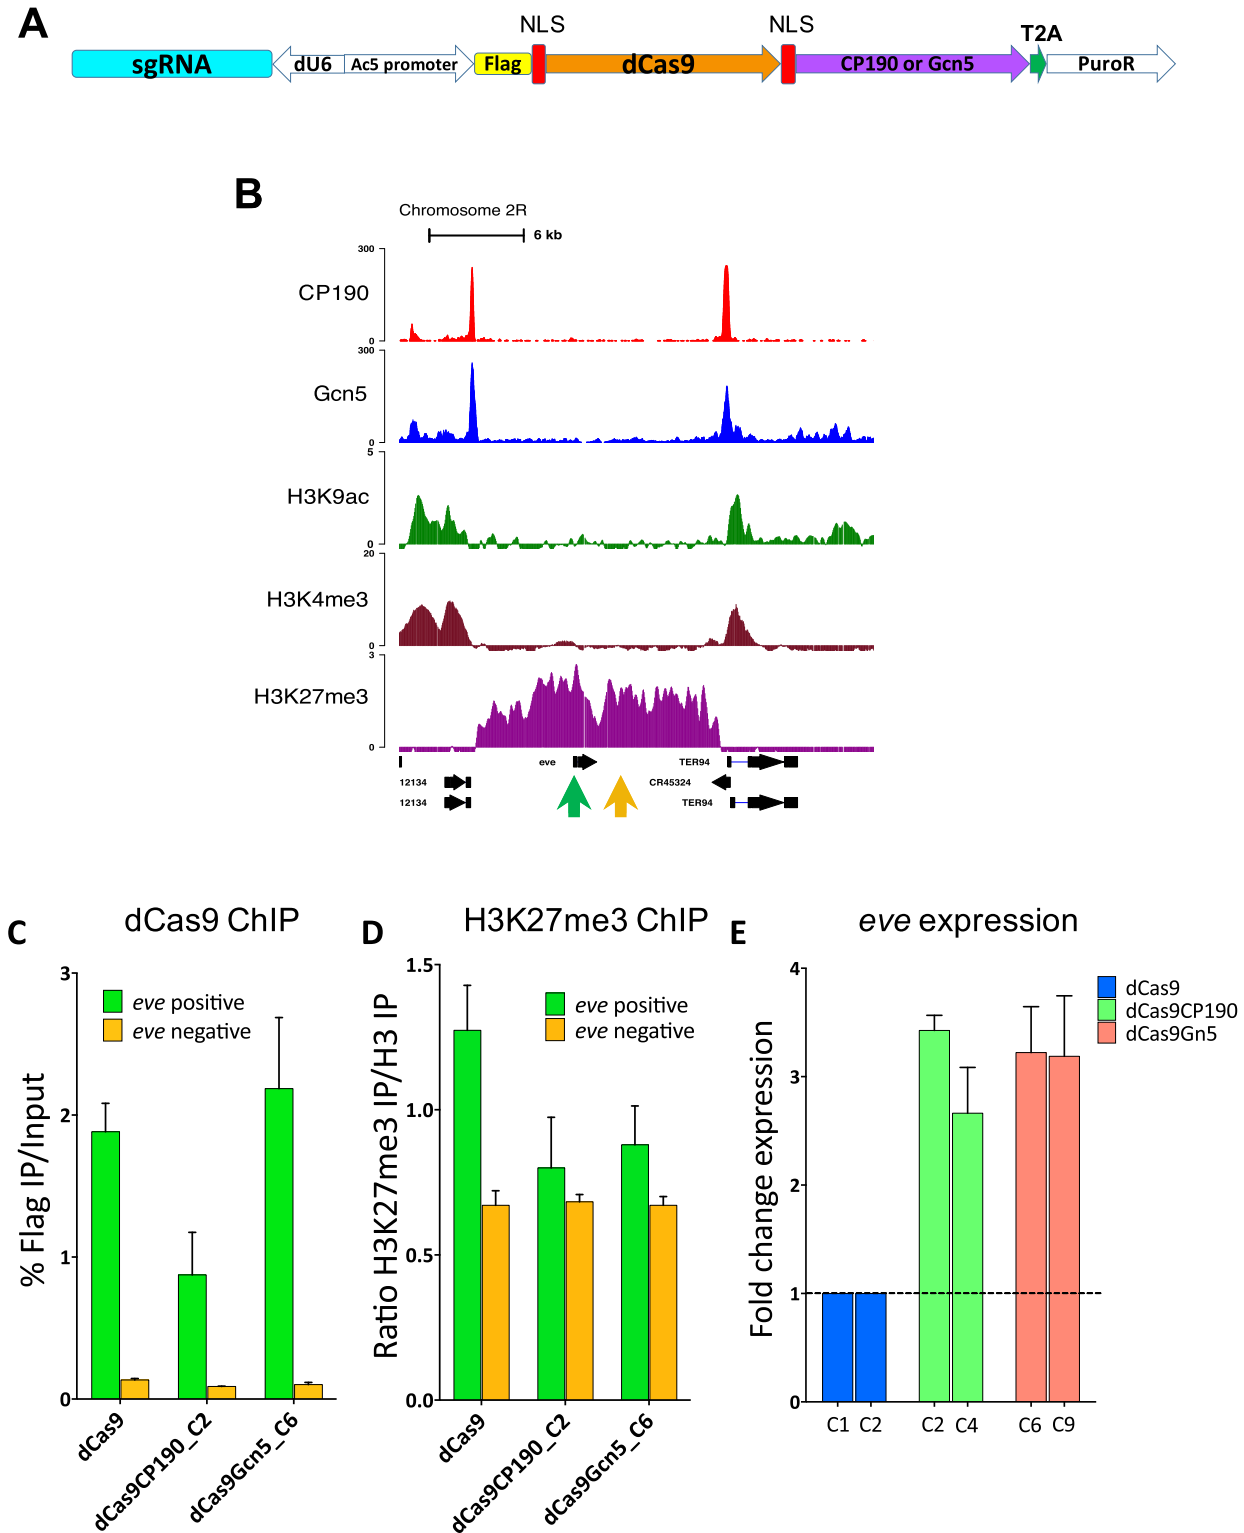 A
NLS NLS T2A
sgRNA dU6 Ac5 promoter Flag dCas9 CP190 or Gcn5 PuroR
B
Chromosome 2R
6 kb
300
CP190
0
300
Gcn5
0
5
H3K9ac
0
20
H3K4me3
0
3
H3K27me3
0
eve TER94
12134 CR45324
12134 TER94
C dCas9 ChIP
3
eve positive
eve negative
2
1
0
% Flag IP/Input
dCas9
dCas9CP190_C2
dCas9Gcn5_C6
D H3K27me3 ChIP
1.5
eve positive
eve negative
1.0
0.5
0.0
Ratio H3K27me3 IP/H3 IP
dCas9
dCas9CP190_C2
dCas9Gcn5_C6
E eve expression
4
dCas9
dCas9CP190
dCas9Gn5
3
2
1
0
Fold change expression
C1 C2 C2 C4 C6 C9